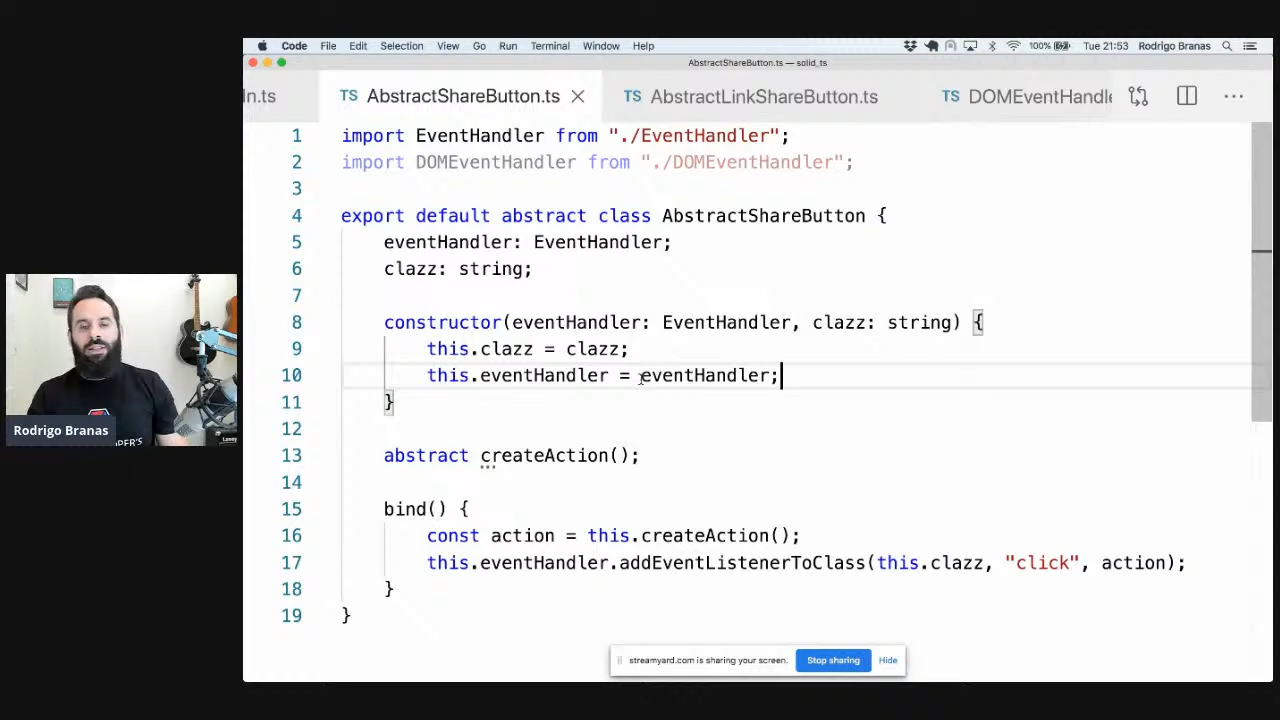 Code File Edit Selection View Go Run Terminal Window Help 100% Tue 21:53 Rodrigo Branas
AbstractShareButton.ts — solid_ts
In.ts TS AbstractShareButton.ts TS AbstractLinkShareButton.ts TS DOMEventHandle
1 import EventHandler from "./EventHandler";
2 import DOMEventHandler from "./DOMEventHandler";
3
4 export default abstract class AbstractShareButton {
5 eventHandler: EventHandler;
6 clazz: string;
7
8 constructor(eventHandler: EventHandler, clazz: string) {
9 this.clazz = clazz;
10 this.eventHandler = eventHandler;
11 }
12
13 abstract createAction();
14
15 bind() {
16 const action = this.createAction();
17 this.eventHandler.addEventListenerToClass(this.clazz, "click", action);
18 }
19 }
Rodrigo Branas
OPER'S
streamyard.com is sharing your screen. Stop sharing Hide